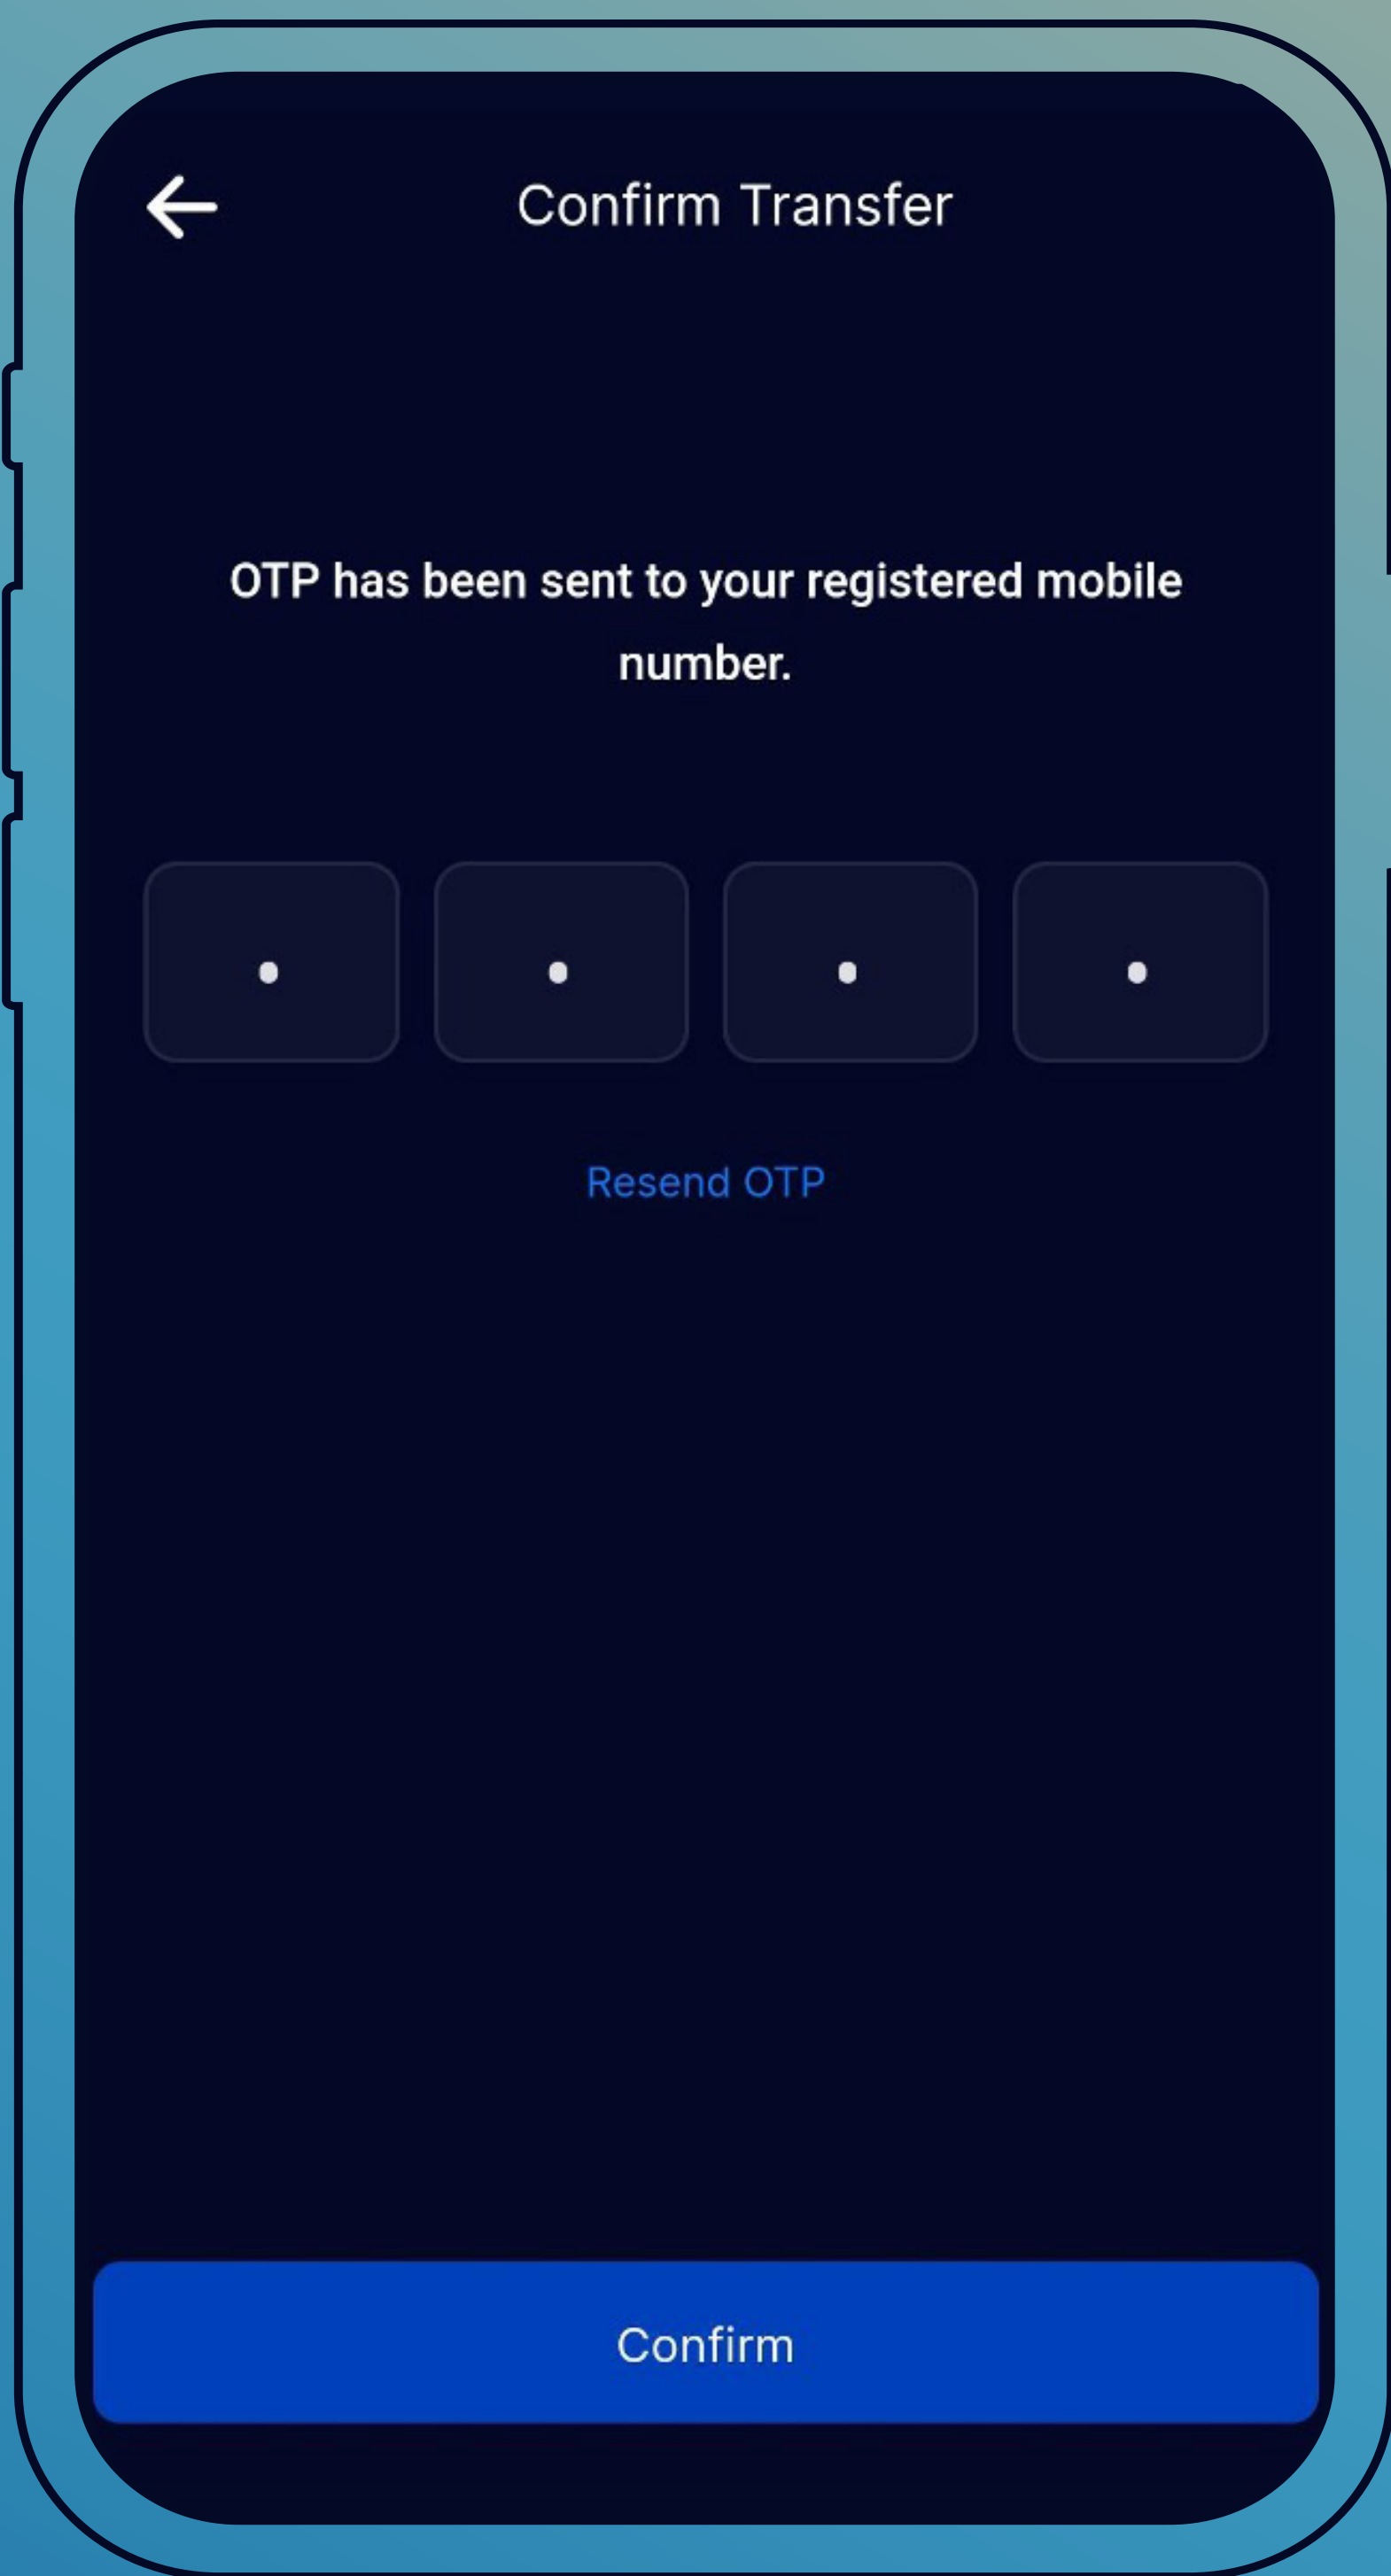 Confirm Transfer
OTP has been sent to your registered mobile
number.
Resend OTP
Confirm